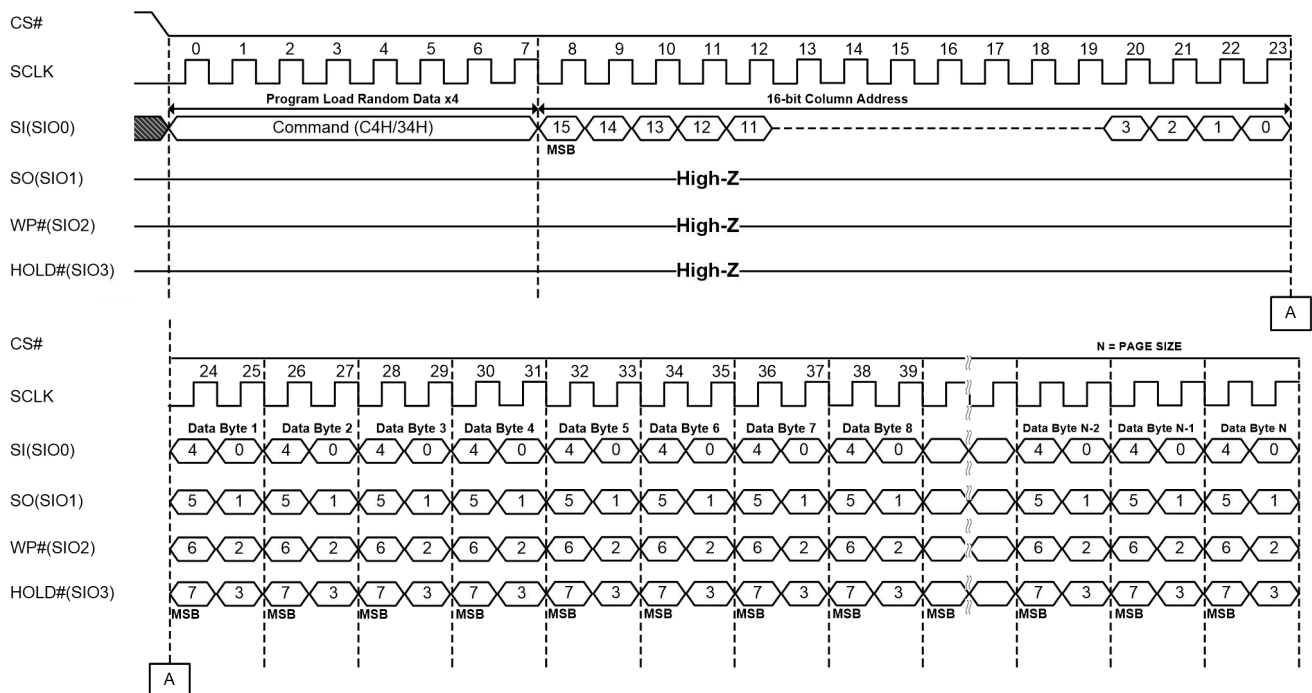 CS#
0 1 2 3 4 5 6 7 8 9 10 11 12 13 14 15 16 17 18 19 20 21 22 23
SCLK
Program Load Random Data x4 16-bit Column Address
SI(SIO0) Command (C4H/34H) 15 14 13 12 11 3 2 1 0
MSB
SO(SIO1) High-Z
WP#(SIO2) High-Z
HOLD#(SIO3) High-Z
A
CS#
N = PAGE SIZE
24 25 26 27 28 29 30 31 32 33 34 35 36 37 38 39
SCLK
Data Byte 1 Data Byte 2 Data Byte 3 Data Byte 4 Data Byte 5 Data Byte 6 Data Byte 7 Data Byte 8 Data Byte N-2 Data Byte N-1 Data Byte N
SI(SIO0) 4 0 4 0 4 0 4 0 4 0 4 0 4 0 4 0 4 0 4 0 4 0
SO(SIO1) 5 1 5 1 5 1 5 1 5 1 5 1 5 1 5 1 5 1 5 1 5 1
WP#(SIO2) 6 2 6 2 6 2 6 2 6 2 6 2 6 2 6 2 6 2 6 2 6 2
HOLD#(SIO3) 7 3 7 3 7 3 7 3 7 3 7 3 7 3 7 3 7 3 7 3 7 3
MSB MSB MSB MSB MSB MSB MSB MSB MSB MSB MSB MSB
A